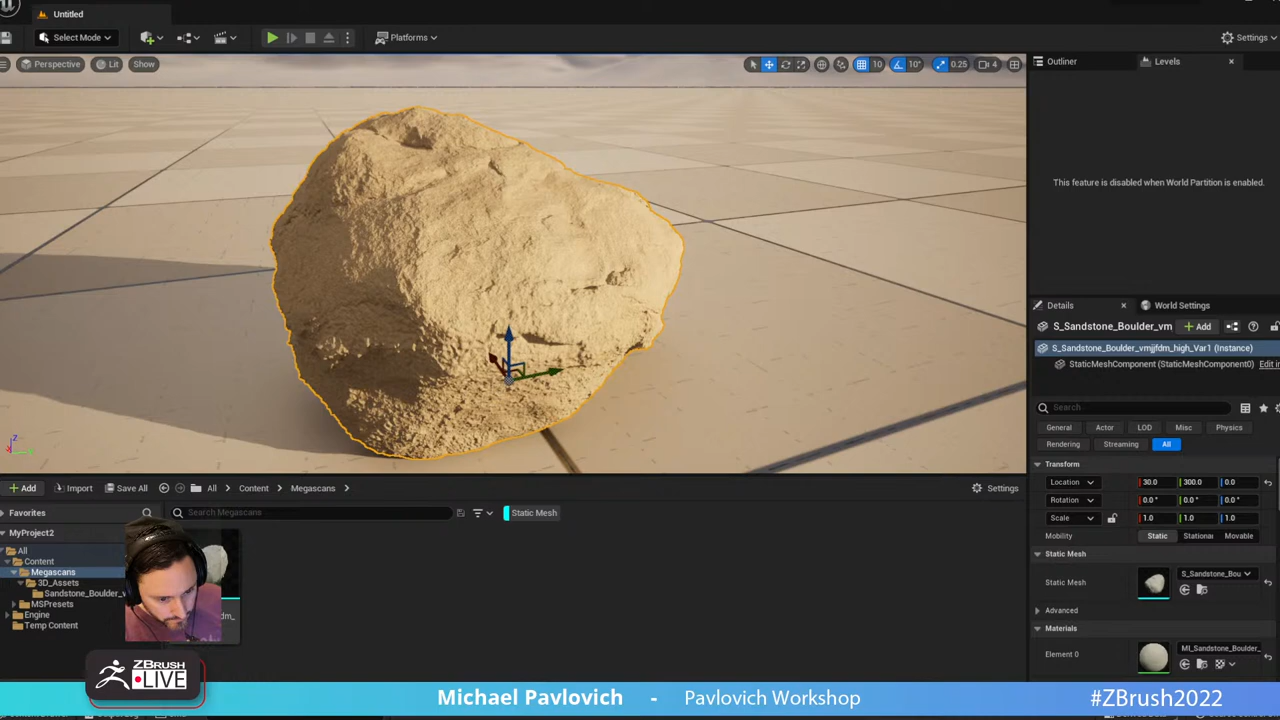 Untitled
Select Mode
Platforms
Settings
Perspective
Lit
Show
10
10°
0.25
4
Outliner
Levels
This feature is disabled when World Partition is enabled.
Details
World Settings
S_Sandstone_Boulder_vm
Add
S_Sandstone_Boulder_vmjjfdm_high_Var1 (Instance)
StaticMeshComponent (StaticMeshComponent0)
Edit in
Search
General
Actor
LOD
Misc
Physics
Rendering
Streaming
All
Transform
Location
30.0
300.0
0.0
Rotation
0.0 °
0.0 °
0.0 °
Scale
1.0
1.0
1.0
Mobility
Static
Stationar
Movable
Static Mesh
Static Mesh
S_Sandstone_Bou
Advanced
Materials
Element 0
MI_Sandstone_Boulder_
Z
Add
Import
Save All
All
Content
Megascans
Settings
Favorites
Search Megascans
Static Mesh
MyProject2
All
Content
Megascans
3D_Assets
Sandstone_Boulder_v
MSPresets
Engine
Temp Content
ZBRUSH
LIVE
Michael Pavlovich - Pavlovich Workshop
#ZBrush2022